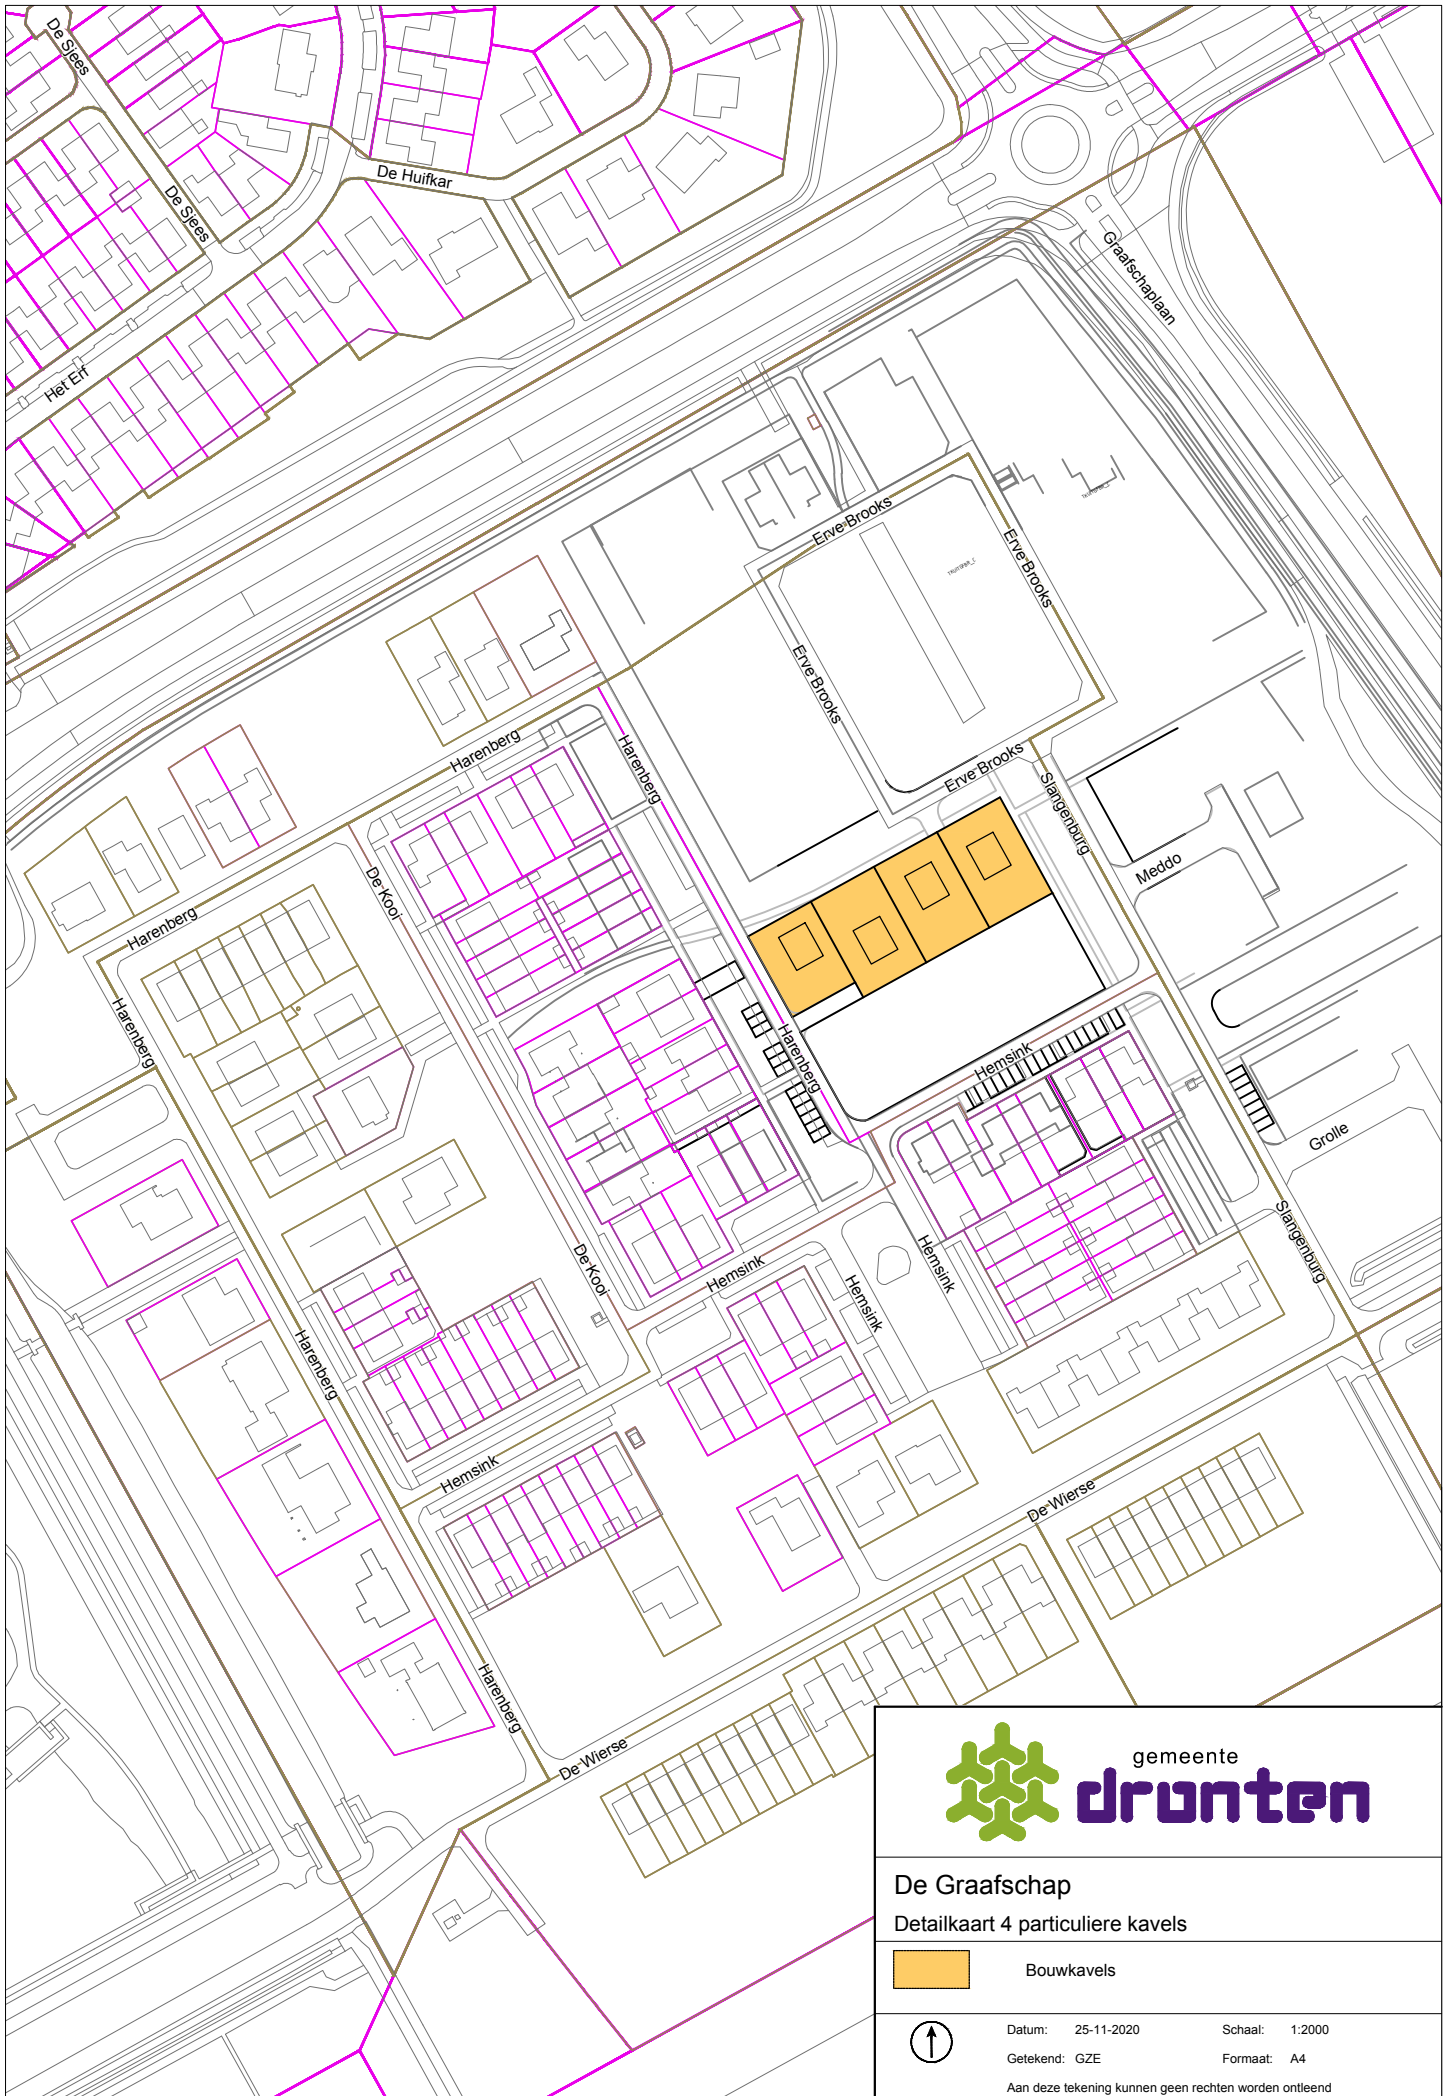 De Sjees
De Huifkar
De Sjees
Graafschaplaan
Het Erf
Erve Brooks
Erve Brooks
Erve Brooks
Harenberg
Harenberg
Erve Brooks
Slangenburg
Meddo
De Kooi
Harenberg
Harenberg
Harenberg
Hemsink
Grolle
Slangenburg
Hemsink
De Kooi
Hemsink
Hemsink
Harenberg
Hemsink
De Wierse
Harenberg
De Wierse
gemeente
dronten
De Graafschap
Detailkaart 4 particuliere kavels
Bouwkavels
Datum: 25-11-2020 Schaal: 1:2000
Getekend: GZE Formaat: A4
Aan deze tekening kunnen geen rechten worden ontleend